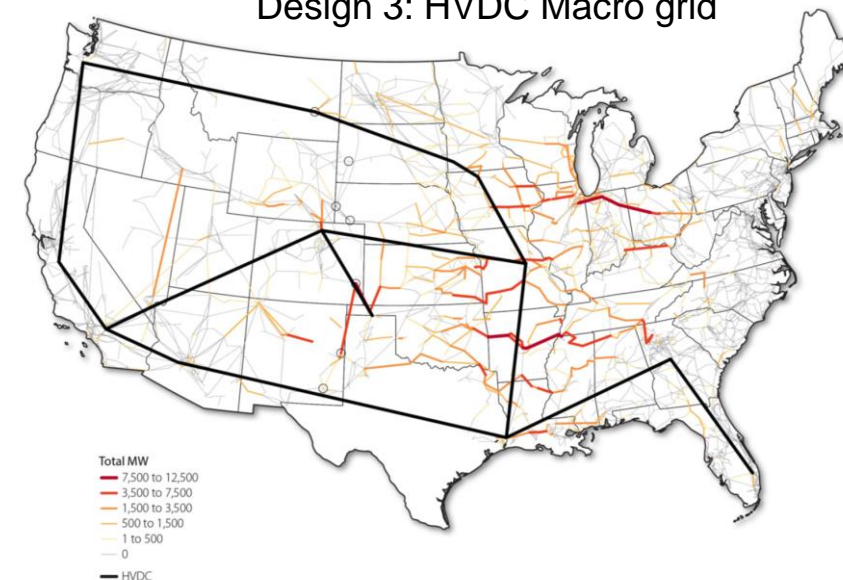 Design 3: HVDC Macro grid
Total MW
7,500 to 12,500
3,500 to 7,500
1,500 to 3,500
500 to 1,500
1 to 500
0
HVDC